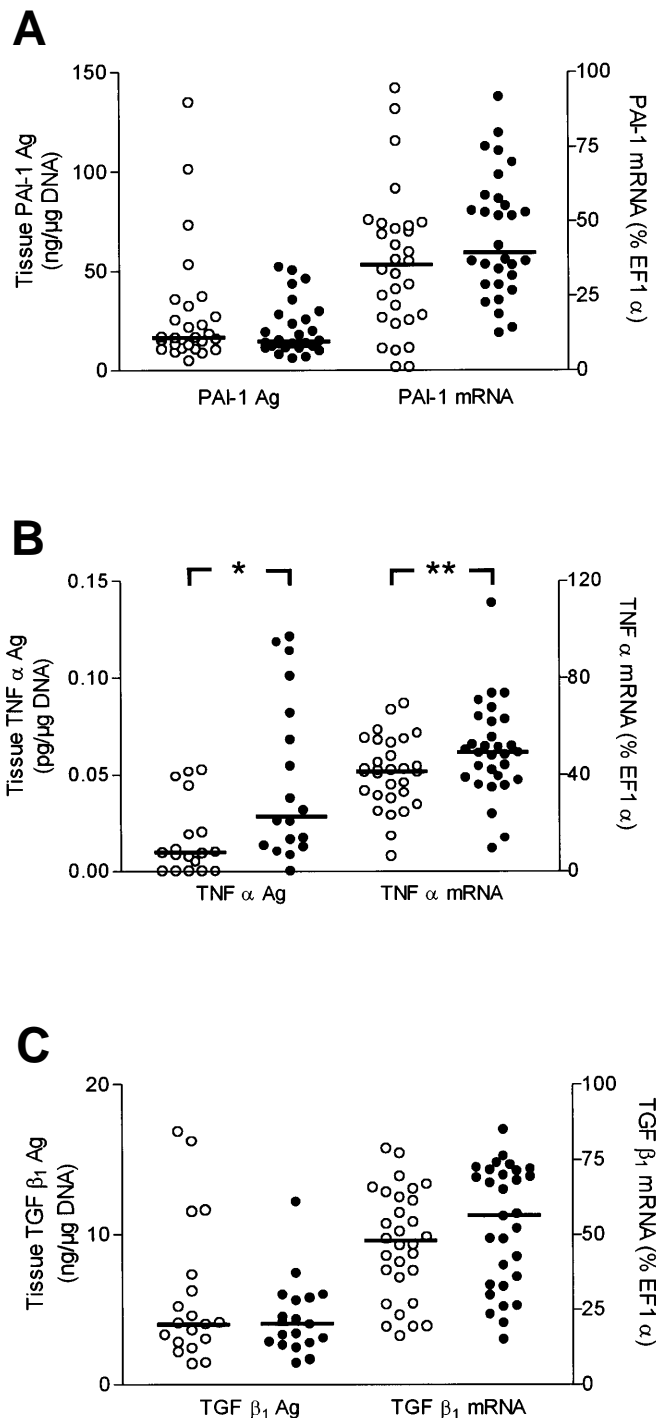 A
150
100
50
0
Tissue PAI-1 Ag
(ng/µg DNA)
100
75
50
25
0
PAI-1 mRNA (% EF1 α)
PAI-1 Ag
PAI-1 mRNA
B
*
**
0.15
0.10
0.05
0.00
Tissue TNF α Ag
(pg/µg DNA)
120
80
40
0
TNF α mRNA (% EF1 α)
TNF α Ag
TNF α mRNA
C
20
10
0
Tissue TGF β₁ Ag
(ng/µg DNA)
100
75
50
25
0
TGF β₁ mRNA (% EF1 α)
TGF β₁ Ag
TGF β₁ mRNA